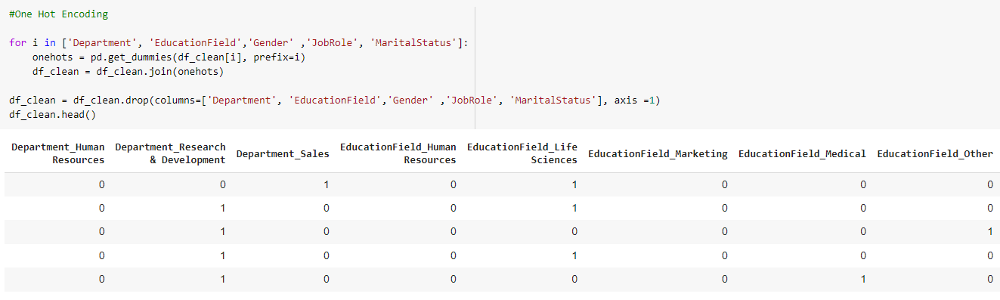 #One Hot Encoding
for i in ['Department', 'EducationField','Gender' ,'JobRole', 'MaritalStatus']:
    onehots = pd.get_dummies(df_clean[i], prefix=i)
    df_clean = df_clean.join(onehots)
df_clean = df_clean.drop(columns=['Department', 'EducationField','Gender' ,'JobRole', 'MaritalStatus'], axis =1)
df_clean.head()
Department_Human Resources Department_Research & Development Department_Sales EducationField_Human Resources EducationField_Life Sciences EducationField_Marketing EducationField_Medical EducationField_Other
0 0 1 0 1 0 0 0
0 1 0 0 1 0 0 0
0 1 0 0 0 0 0 1
0 1 0 0 1 0 0 0
0 1 0 0 0 0 1 0